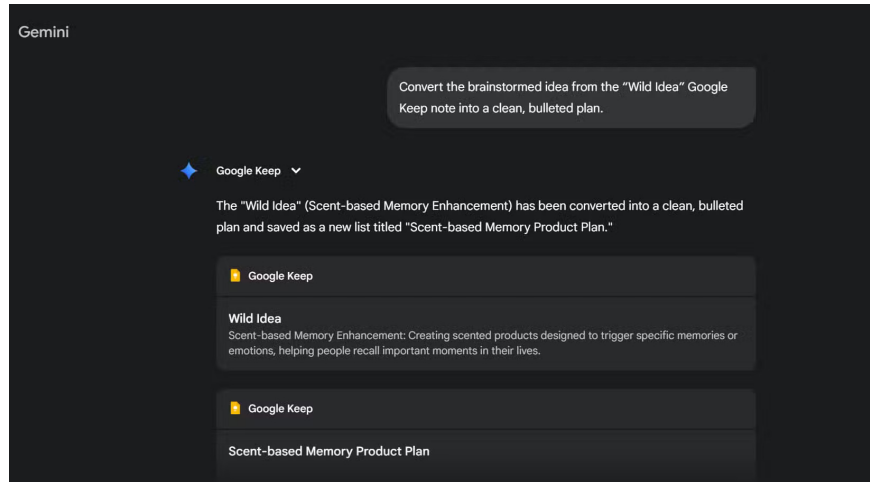 Gemini
Convert the brainstormed idea from the “Wild Idea” Google
Keep note into a clean, bulleted plan.
Google Keep
The "Wild Idea" (Scent-based Memory Enhancement) has been converted into a clean, bulleted
plan and saved as a new list titled "Scent-based Memory Product Plan."
Google Keep
Wild Idea
Scent-based Memory Enhancement: Creating scented products designed to trigger specific memories or
emotions, helping people recall important moments in their lives.
Google Keep
Scent-based Memory Product Plan